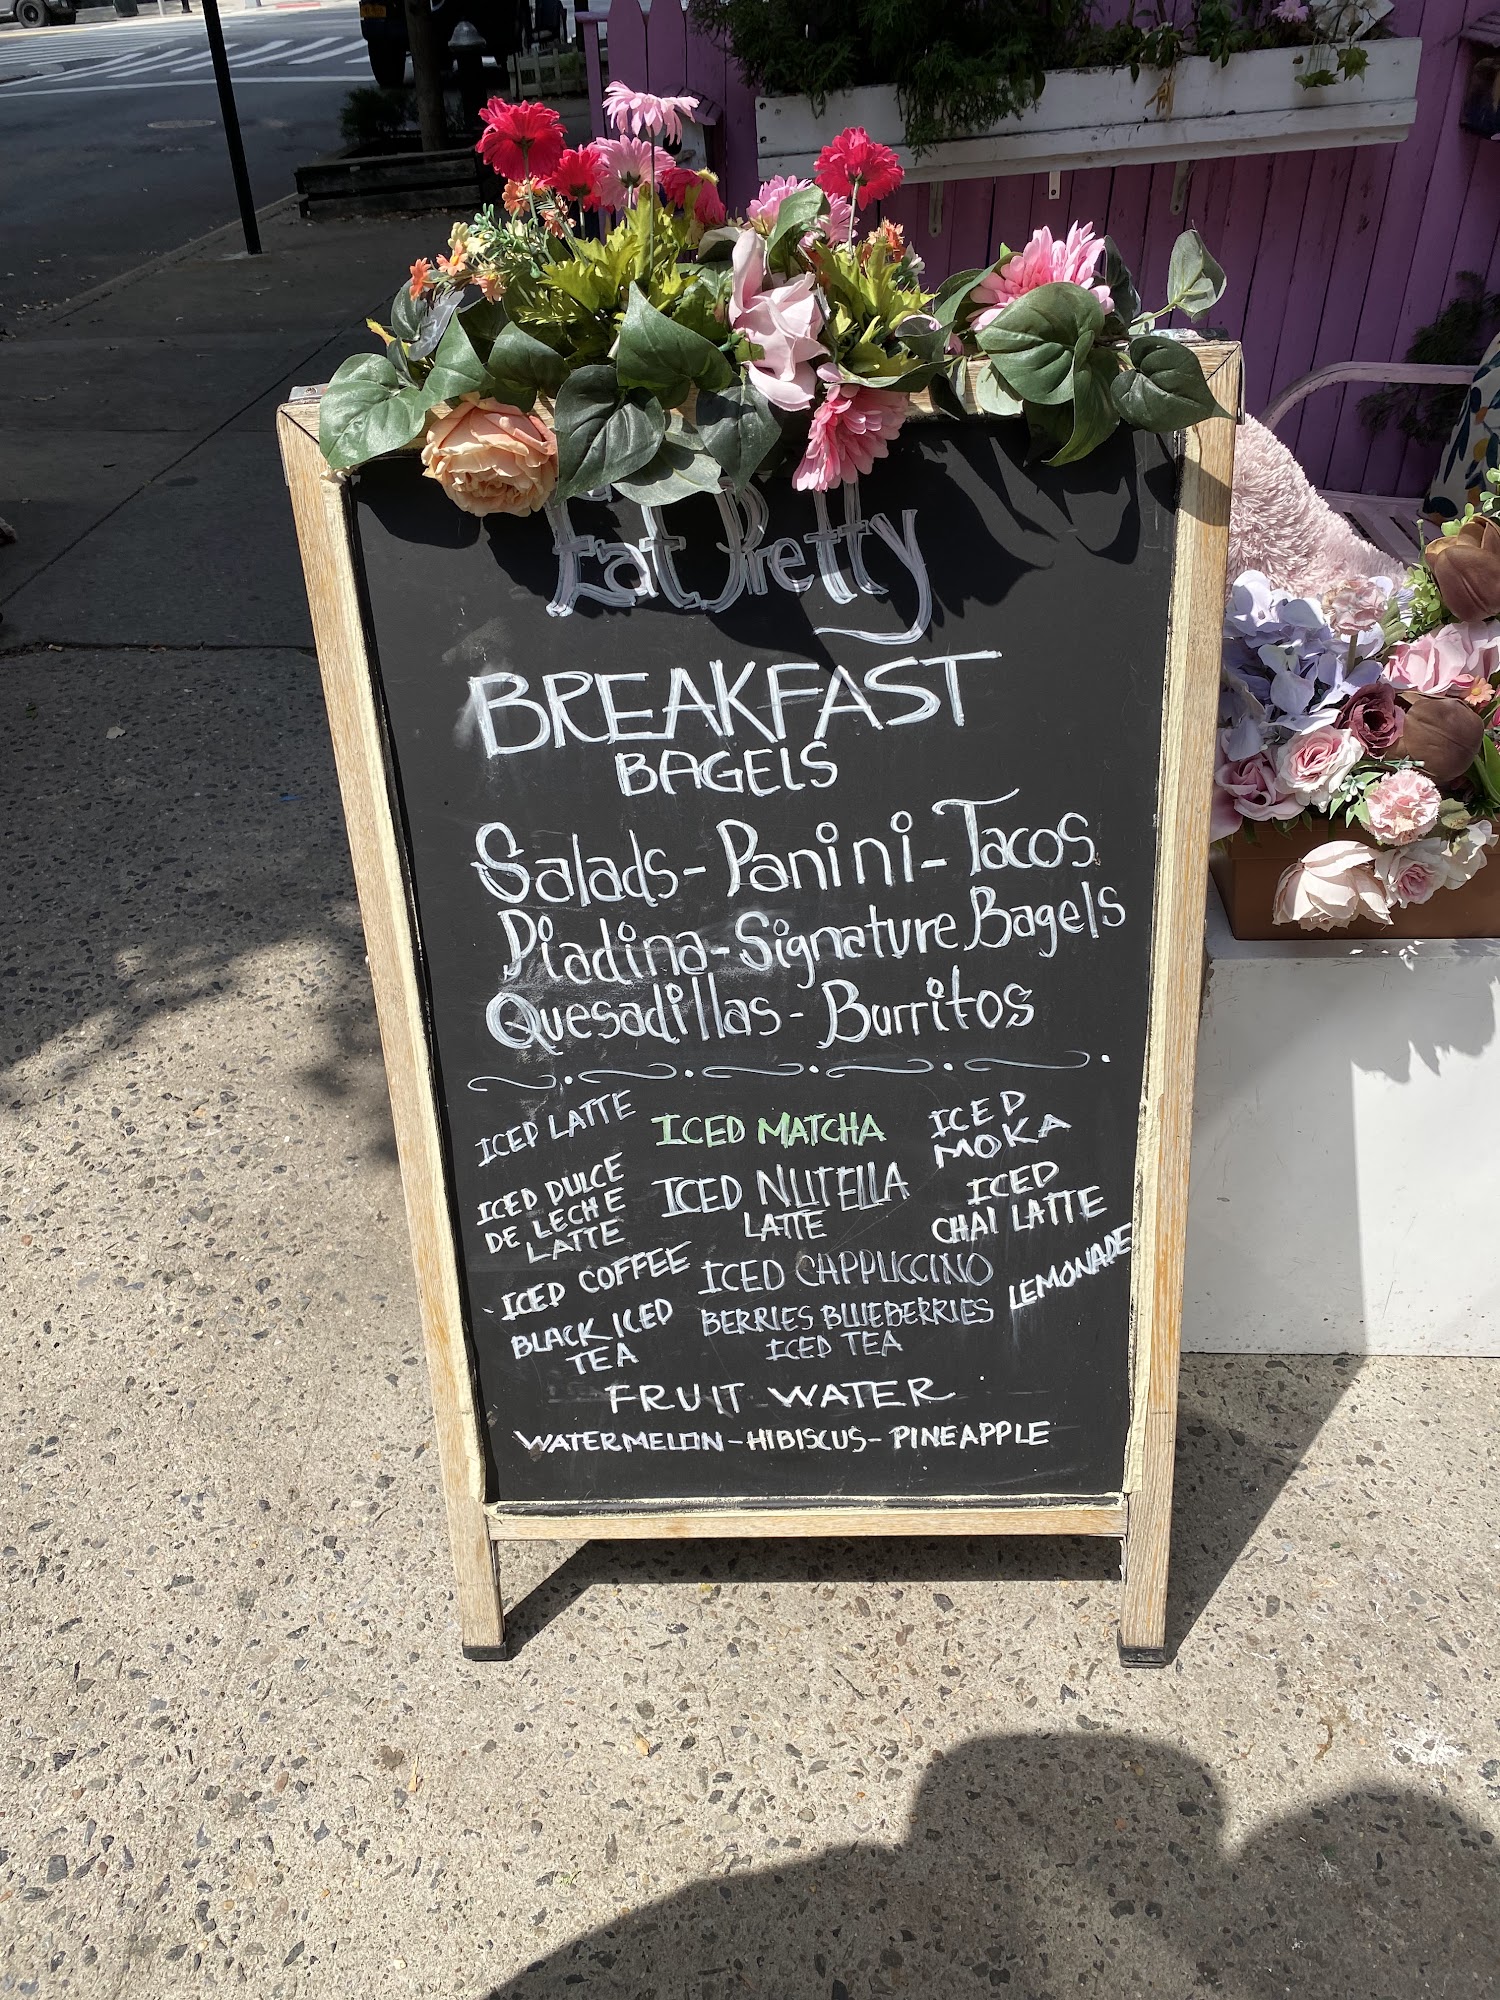 Eat Pretty
BREAKFAST
BAGELS
Salads - Panini - Tacos
Piadina - Signature Bagels
Quesadillas - Burritos
ICED LATTE
ICED DULCE
DE LECHE
LATTE
ICED COFFEE
BLACK ICED
TEA
ICED MATCHA
ICED NUTELLA
LATTE
ICED CAPPUCCINO
BERRIES BLUEBERRIES
ICED TEA
ICED
MOKA
ICED
CHAI LATTE
LEMONADE
FRUIT WATER
WATERMELON - HIBISCUS - PINEAPPLE